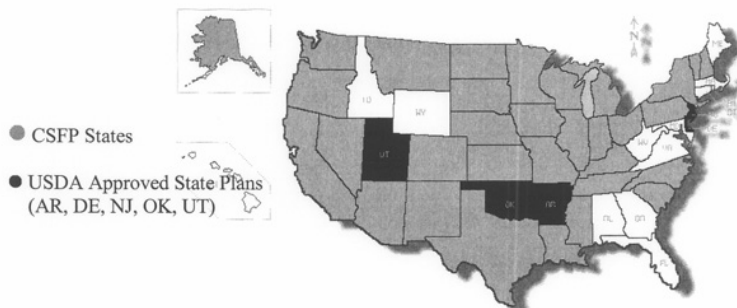 ME
ID
WY
CSFP States
UT
WV
VA
USDA Approved State Plans
(AR, DE, NJ, OK, UT)
OK
AR
AL
GA
FL